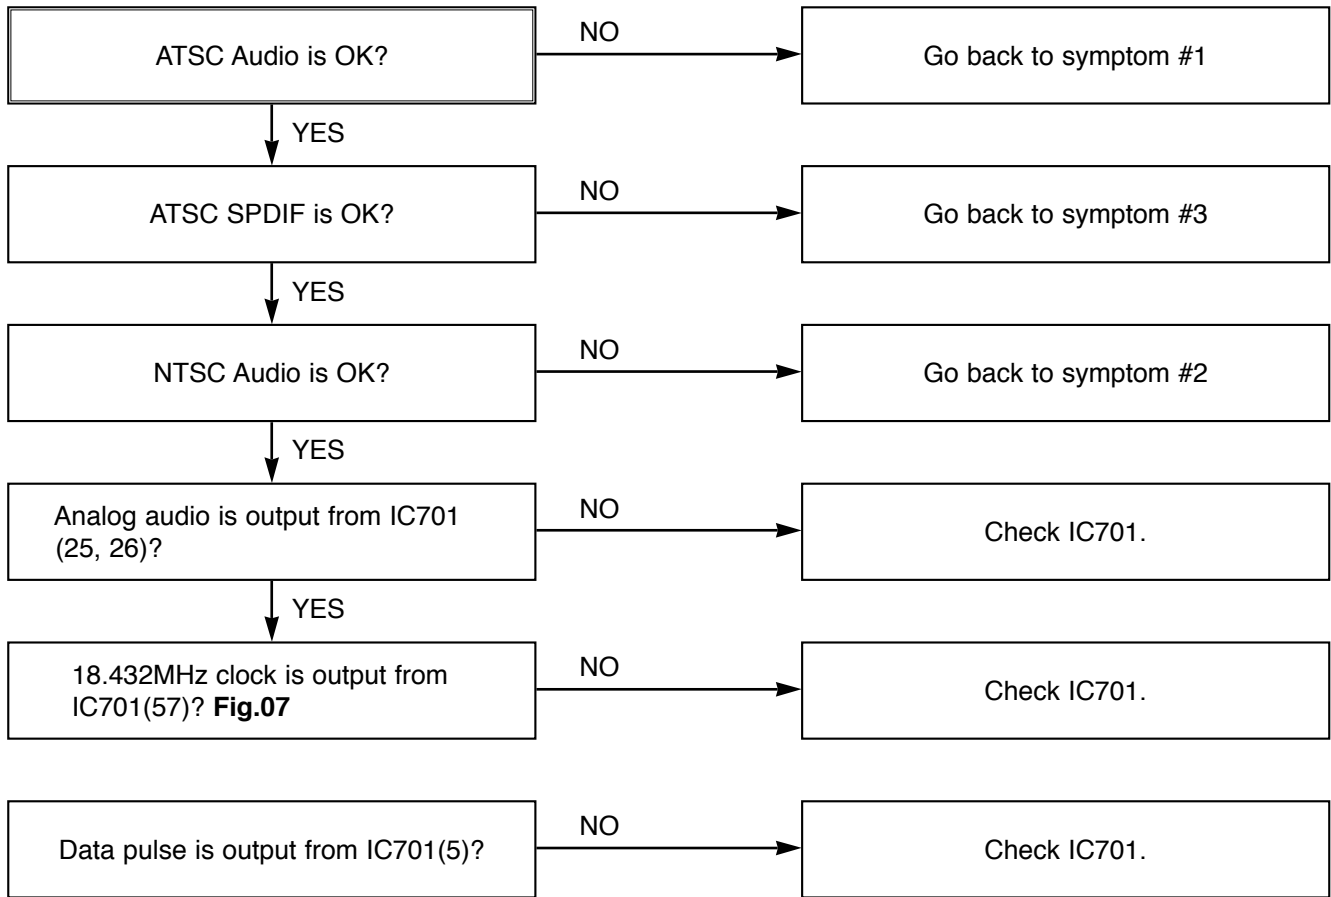 ATSC Audio is OK?
NO
Go back to symptom #1
YES
ATSC SPDIF is OK?
NO
Go back to symptom #3
YES
NTSC Audio is OK?
NO
Go back to symptom #2
YES
Analog audio is output from IC701
(25, 26)?
NO
Check IC701.
YES
18.432MHz clock is output from
IC701(57)? Fig.07
NO
Check IC701.
Data pulse is output from IC701(5)?
NO
Check IC701.